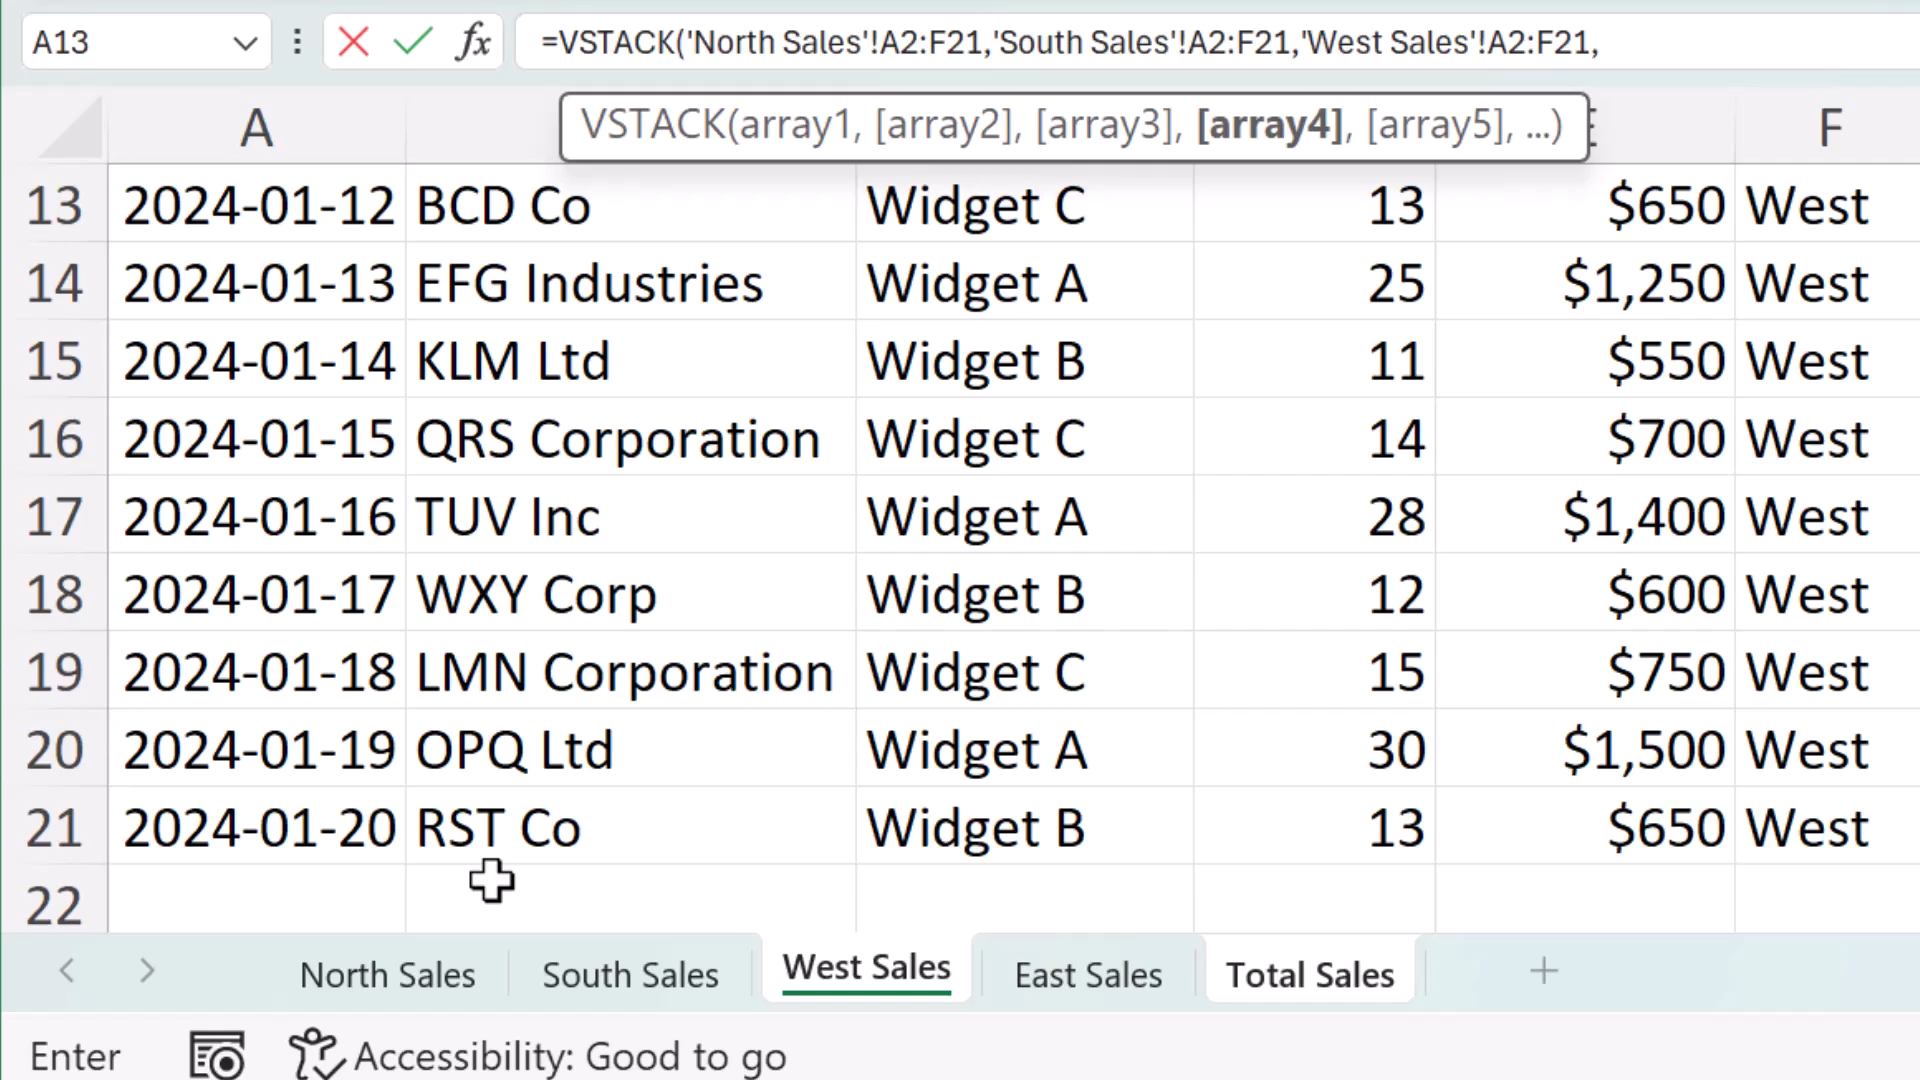 A13 =VSTACK('North Sales'!A2:F21,'South Sales'!A2:F21,'West Sales'!A2:F21,
VSTACK(array1, [array2], [array3], [array4], [array5], ...)
A F
13 2024-01-12 BCD Co Widget C 13 $650 West
14 2024-01-13 EFG Industries Widget A 25 $1,250 West
15 2024-01-14 KLM Ltd Widget B 11 $550 West
16 2024-01-15 QRS Corporation Widget C 14 $700 West
17 2024-01-16 TUV Inc Widget A 28 $1,400 West
18 2024-01-17 WXY Corp Widget B 12 $600 West
19 2024-01-18 LMN Corporation Widget C 15 $750 West
20 2024-01-19 OPQ Ltd Widget A 30 $1,500 West
21 2024-01-20 RST Co Widget B 13 $650 West
22
North Sales South Sales West Sales East Sales Total Sales
Enter Accessibility: Good to go